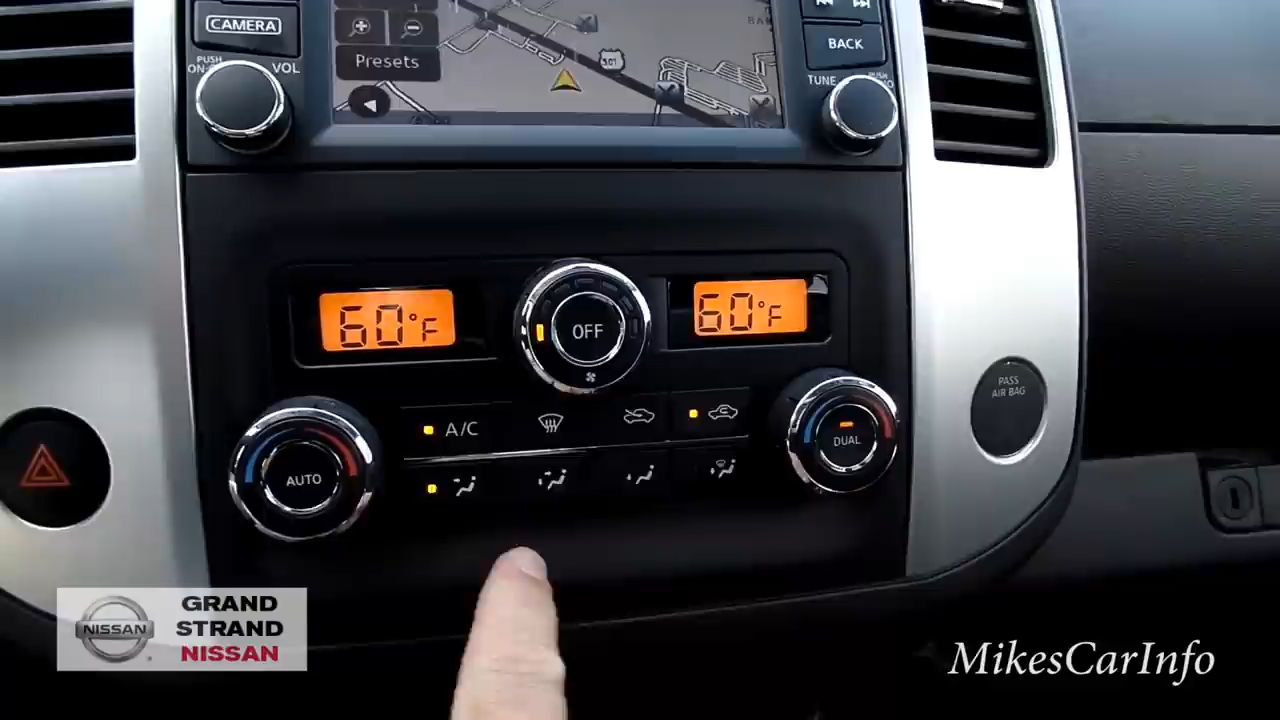 CAMERA
PUSH
ON
VOL
Presets
301
BACK
TUNE
PUSH
60°F
OFF
60°F
A/C
AUTO
DUAL
PASS
AIR BAG
NISSAN
GRAND
STRAND
NISSAN
MikesCarInfo